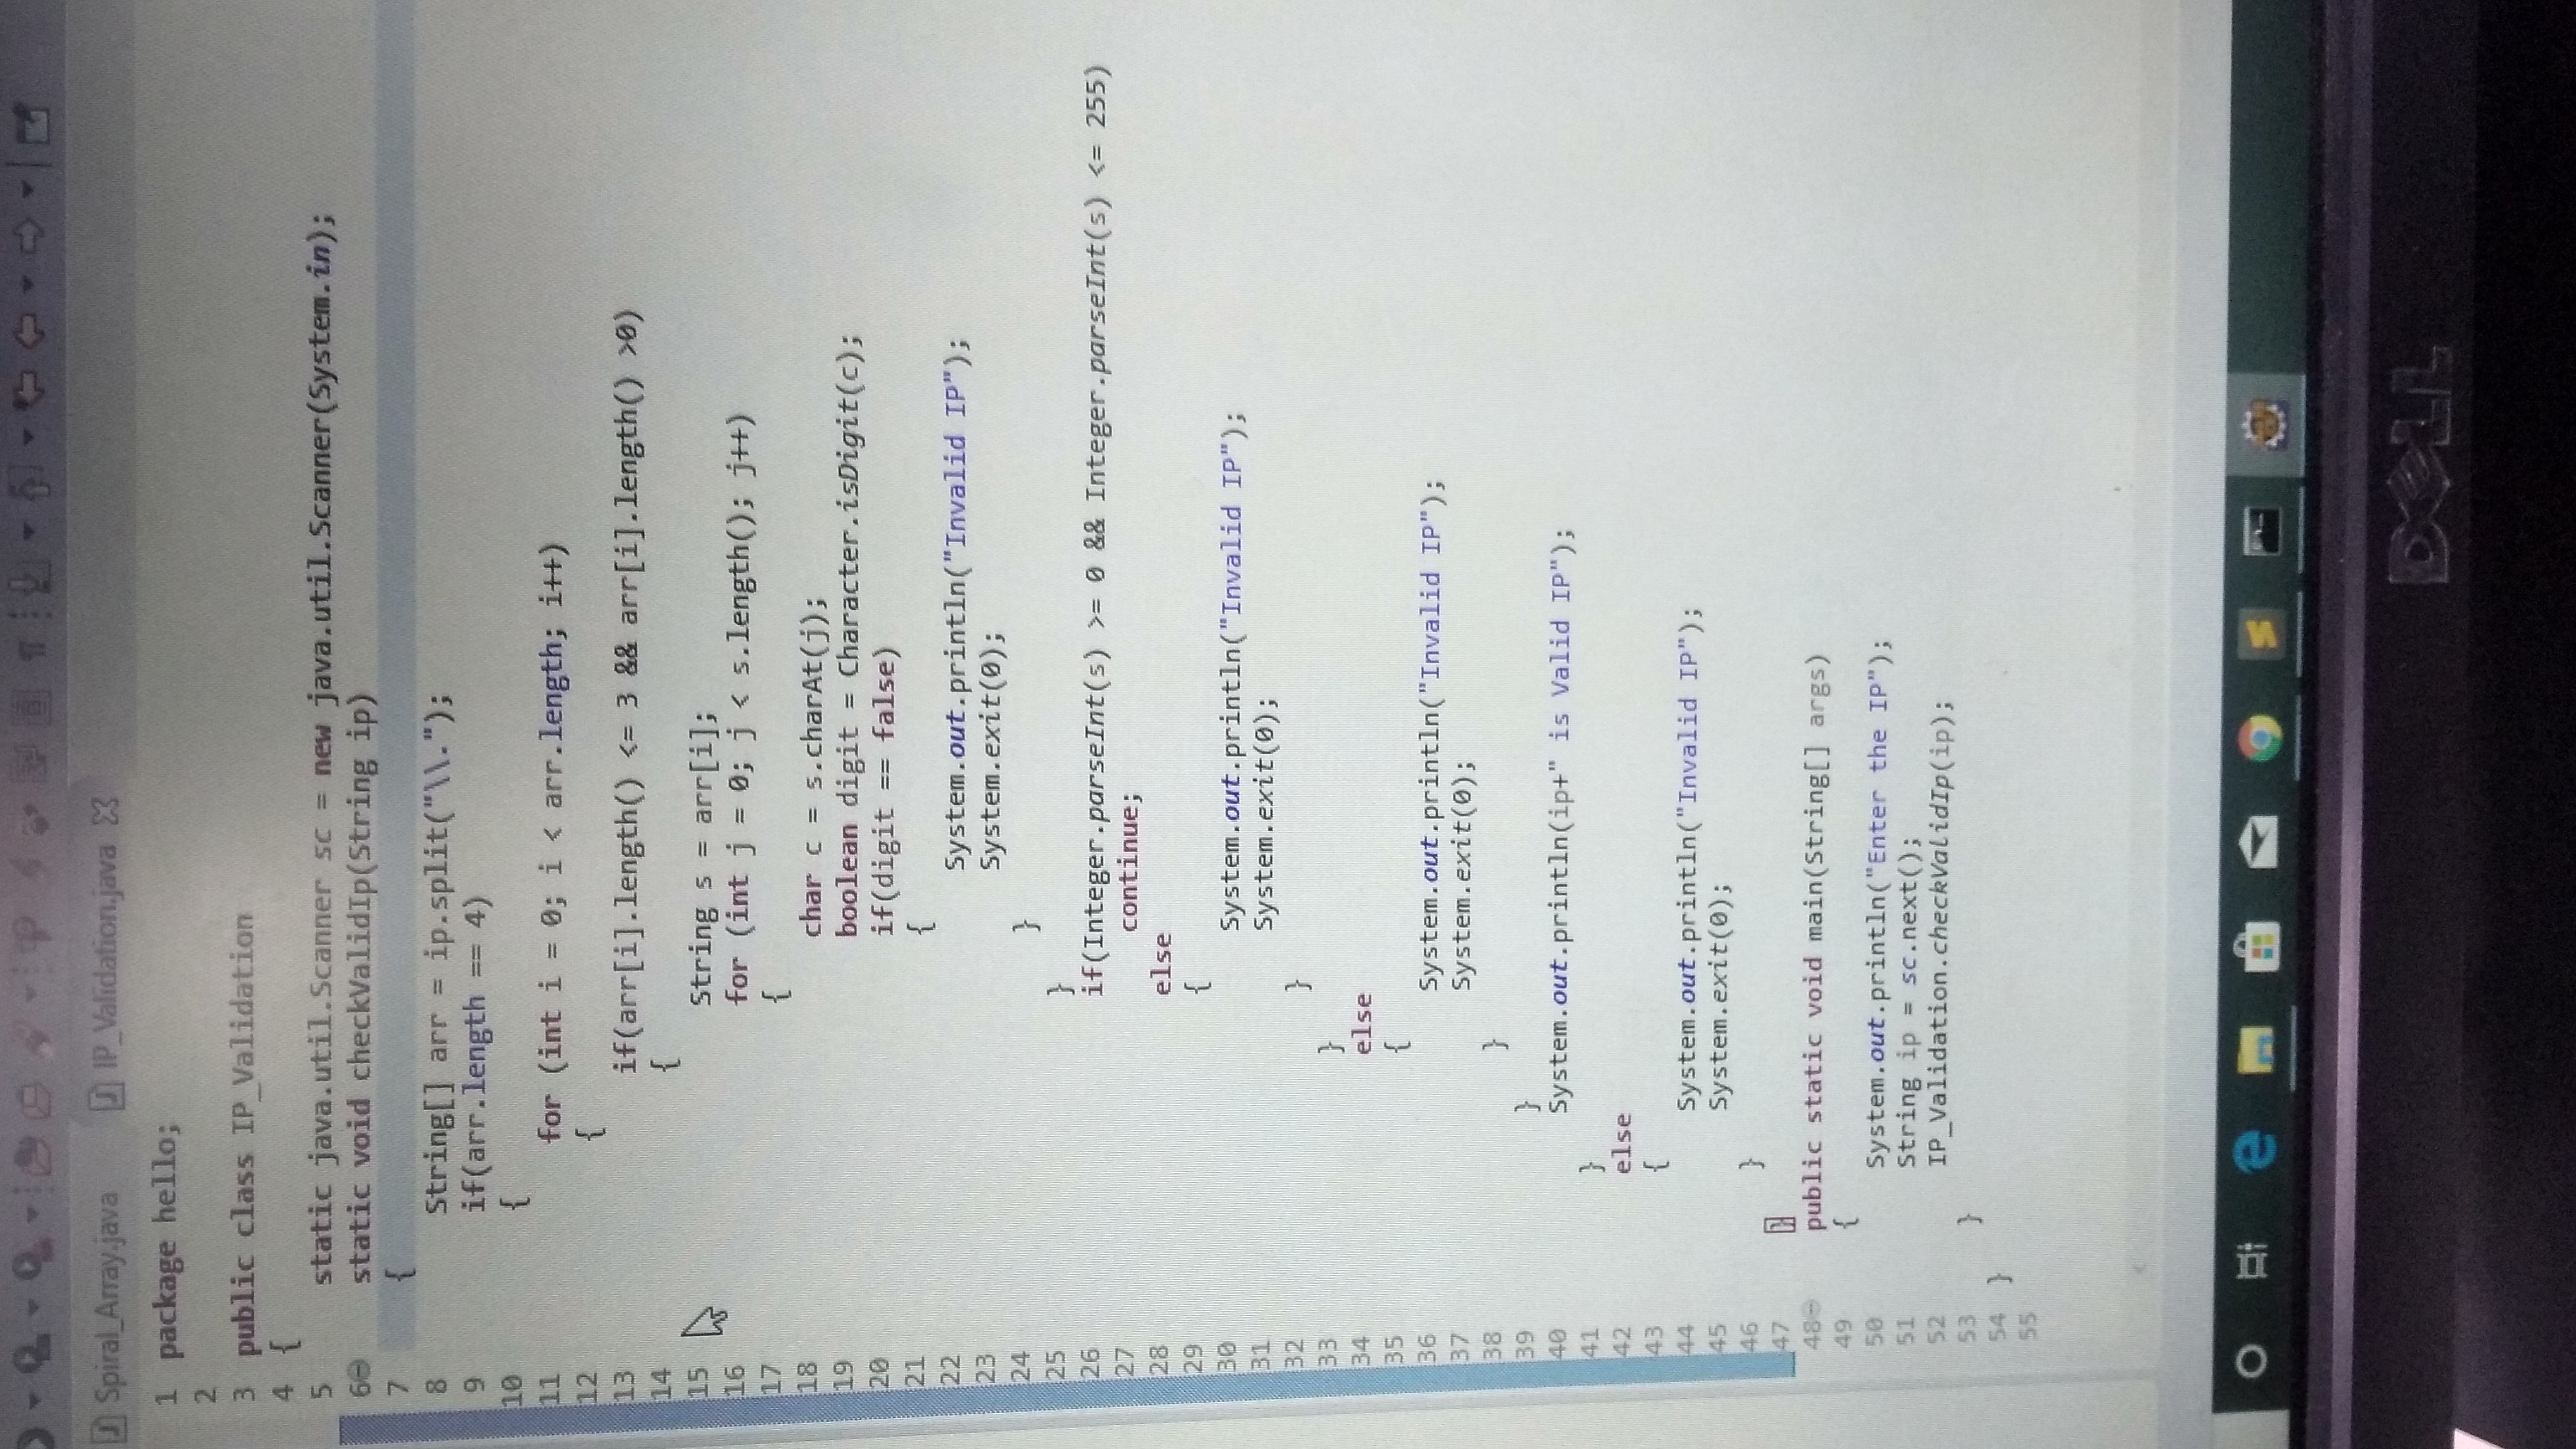 Spiral_Array.java IP_Validation.java
1 package hello;
2
3 public class IP_Validation
4 {
5 static java.util.Scanner sc = new java.util.Scanner(System.in);
6 static void checkValidIp(String ip)
7 {
8 String[] arr = ip.split("\\.");
9 if(arr.length == 4)
10 {
11 for (int i = 0; i < arr.length; i++)
12 {
13 if(arr[i].length() <= 3 && arr[i].length() >0)
14 {
15 String s = arr[i];
16 for (int j = 0; j < s.length(); j++)
17 {
18 char c = s.charAt(j);
19 boolean digit = Character.isDigit(c);
20 if(digit == false)
21 {
22 System.out.println("Invalid IP");
23 System.exit(0);
24 }
25 }
26 if(Integer.parseInt(s) >= 0 && Integer.parseInt(s) <= 255)
27 continue;
28 else
29 {
30 System.out.println("Invalid IP");
31 System.exit(0);
32 }
33 }
34 else
35 {
36 System.out.println("Invalid IP");
37 System.exit(0);
38 }
39 }
40 System.out.println(ip+" is Valid IP");
41 }
42 else
43 {
44 System.out.println("Invalid IP");
45 System.exit(0);
46 }
47 }
48 public static void main(String[] args)
49 {
50 System.out.println("Enter the IP");
51 String ip = sc.next();
52 IP_Validation.checkValidIp(ip);
53 }
54 }
55
DELL